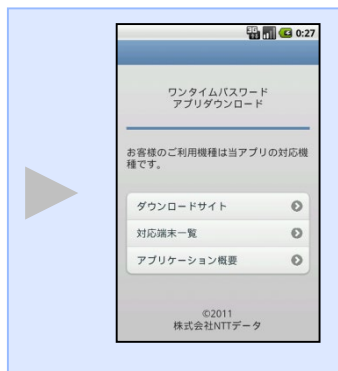 3G
0:27
ワンタイムパスワード
アプリダウンロード
お客様のご利用機種は当アプリの対応機
種です。
ダウンロードサイト
対応端末一覧
アプリケーション概要
©2011
株式会社NTTデータ